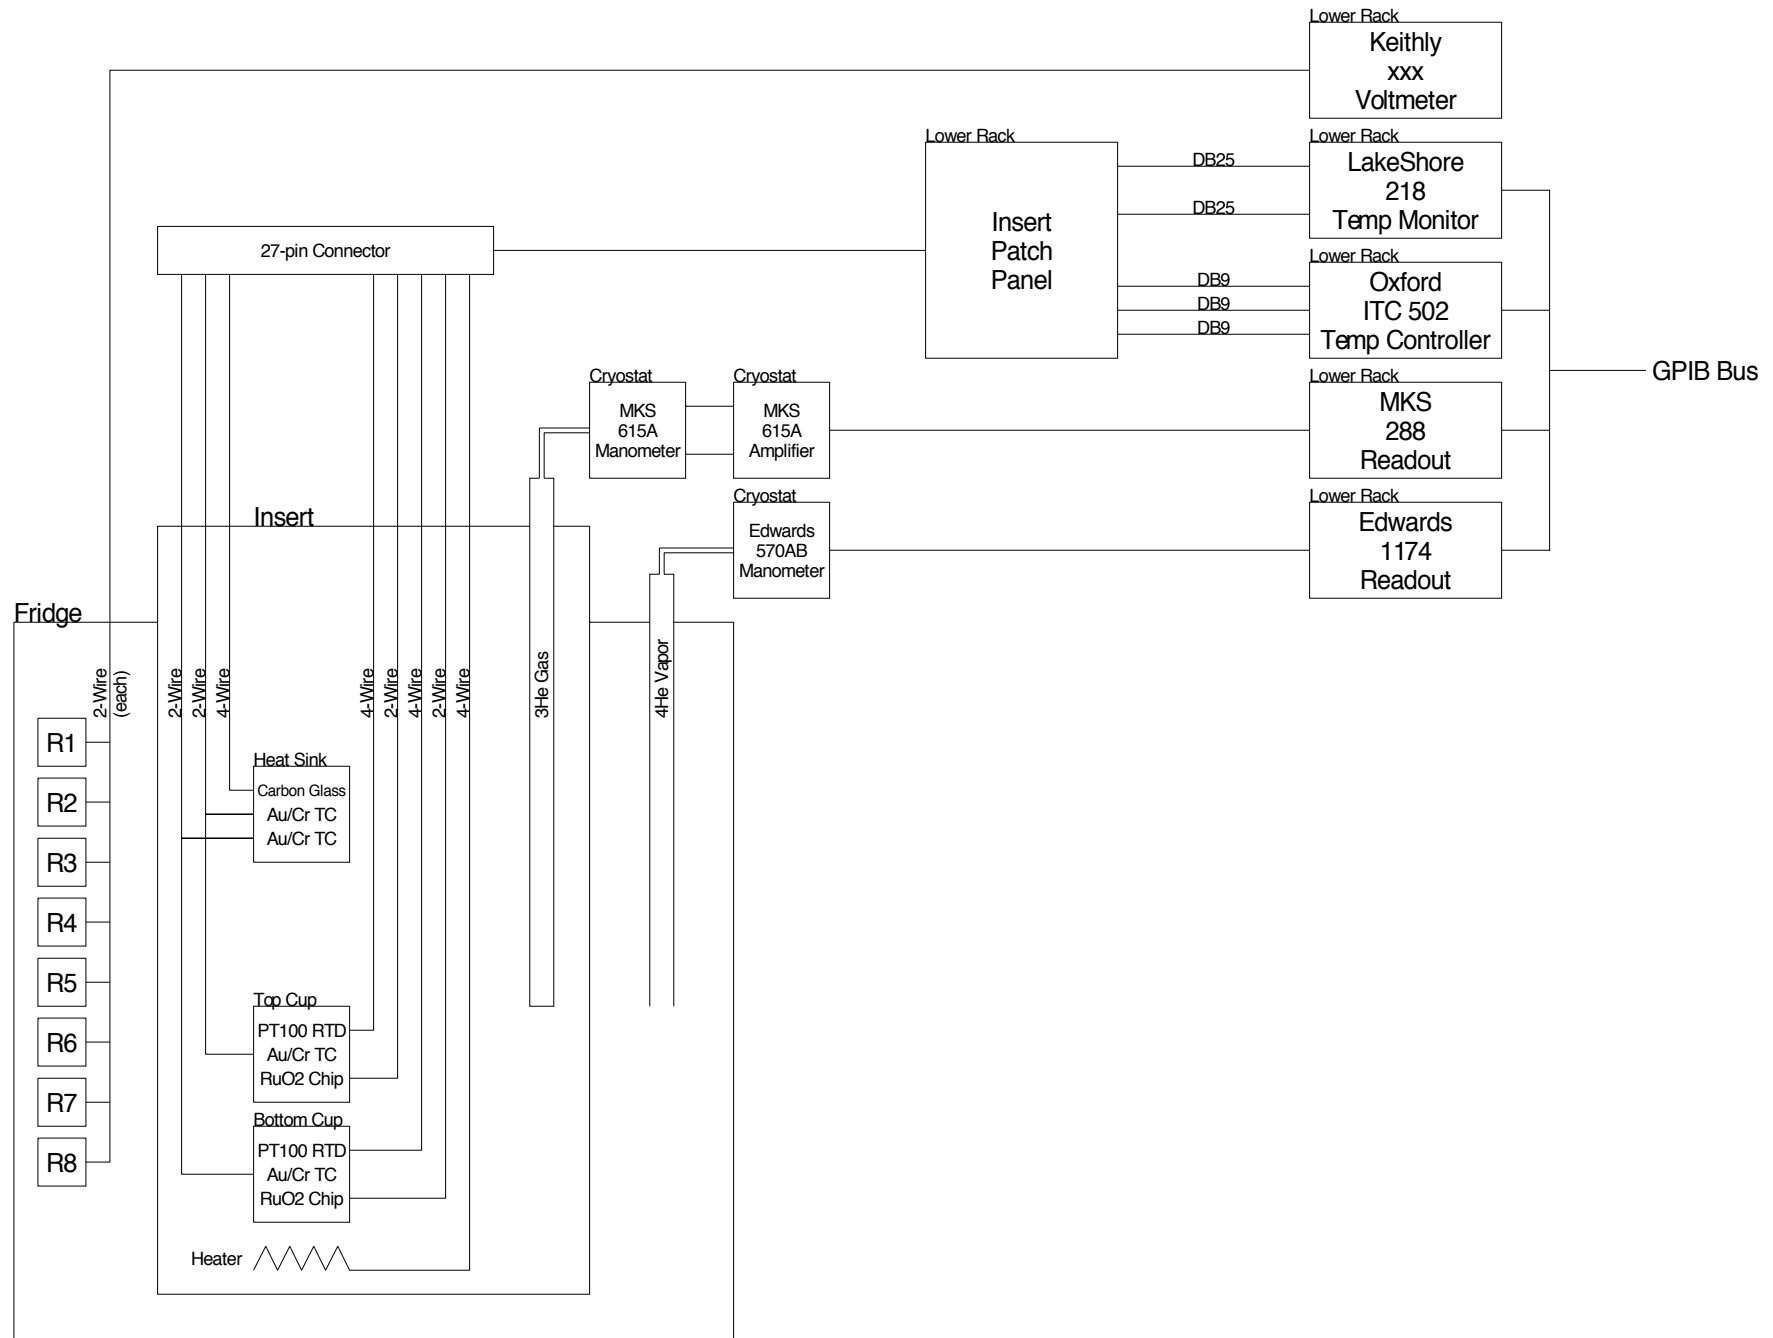 Lower Rack
Keithly
xxx
Voltmeter
Lower Rack
Lower Rack
LakeShore
218
Temp Monitor
DB25
DB25
Insert
Patch
Panel
27-pin Connector
Lower Rack
Oxford
ITC 502
Temp Controller
DB9
DB9
DB9
GPIB Bus
Cryostat
MKS
615A
Manometer
Cryostat
MKS
615A
Amplifier
Lower Rack
MKS
288
Readout
Cryostat
Edwards
570AB
Manometer
Lower Rack
Edwards
1174
Readout
Insert
Fridge
2-Wire
(each)
2-Wire
2-Wire
4-Wire
4-Wire
2-Wire
4-Wire
2-Wire
4-Wire
3He Gas
4He Vapor
R1
R2
R3
R4
R5
R6
R7
R8
Heat Sink
Carbon Glass
Au/Cr TC
Au/Cr TC
Top Cup
PT100 RTD
Au/Cr TC
RuO2 Chip
Bottom Cup
PT100 RTD
Au/Cr TC
RuO2 Chip
Heater